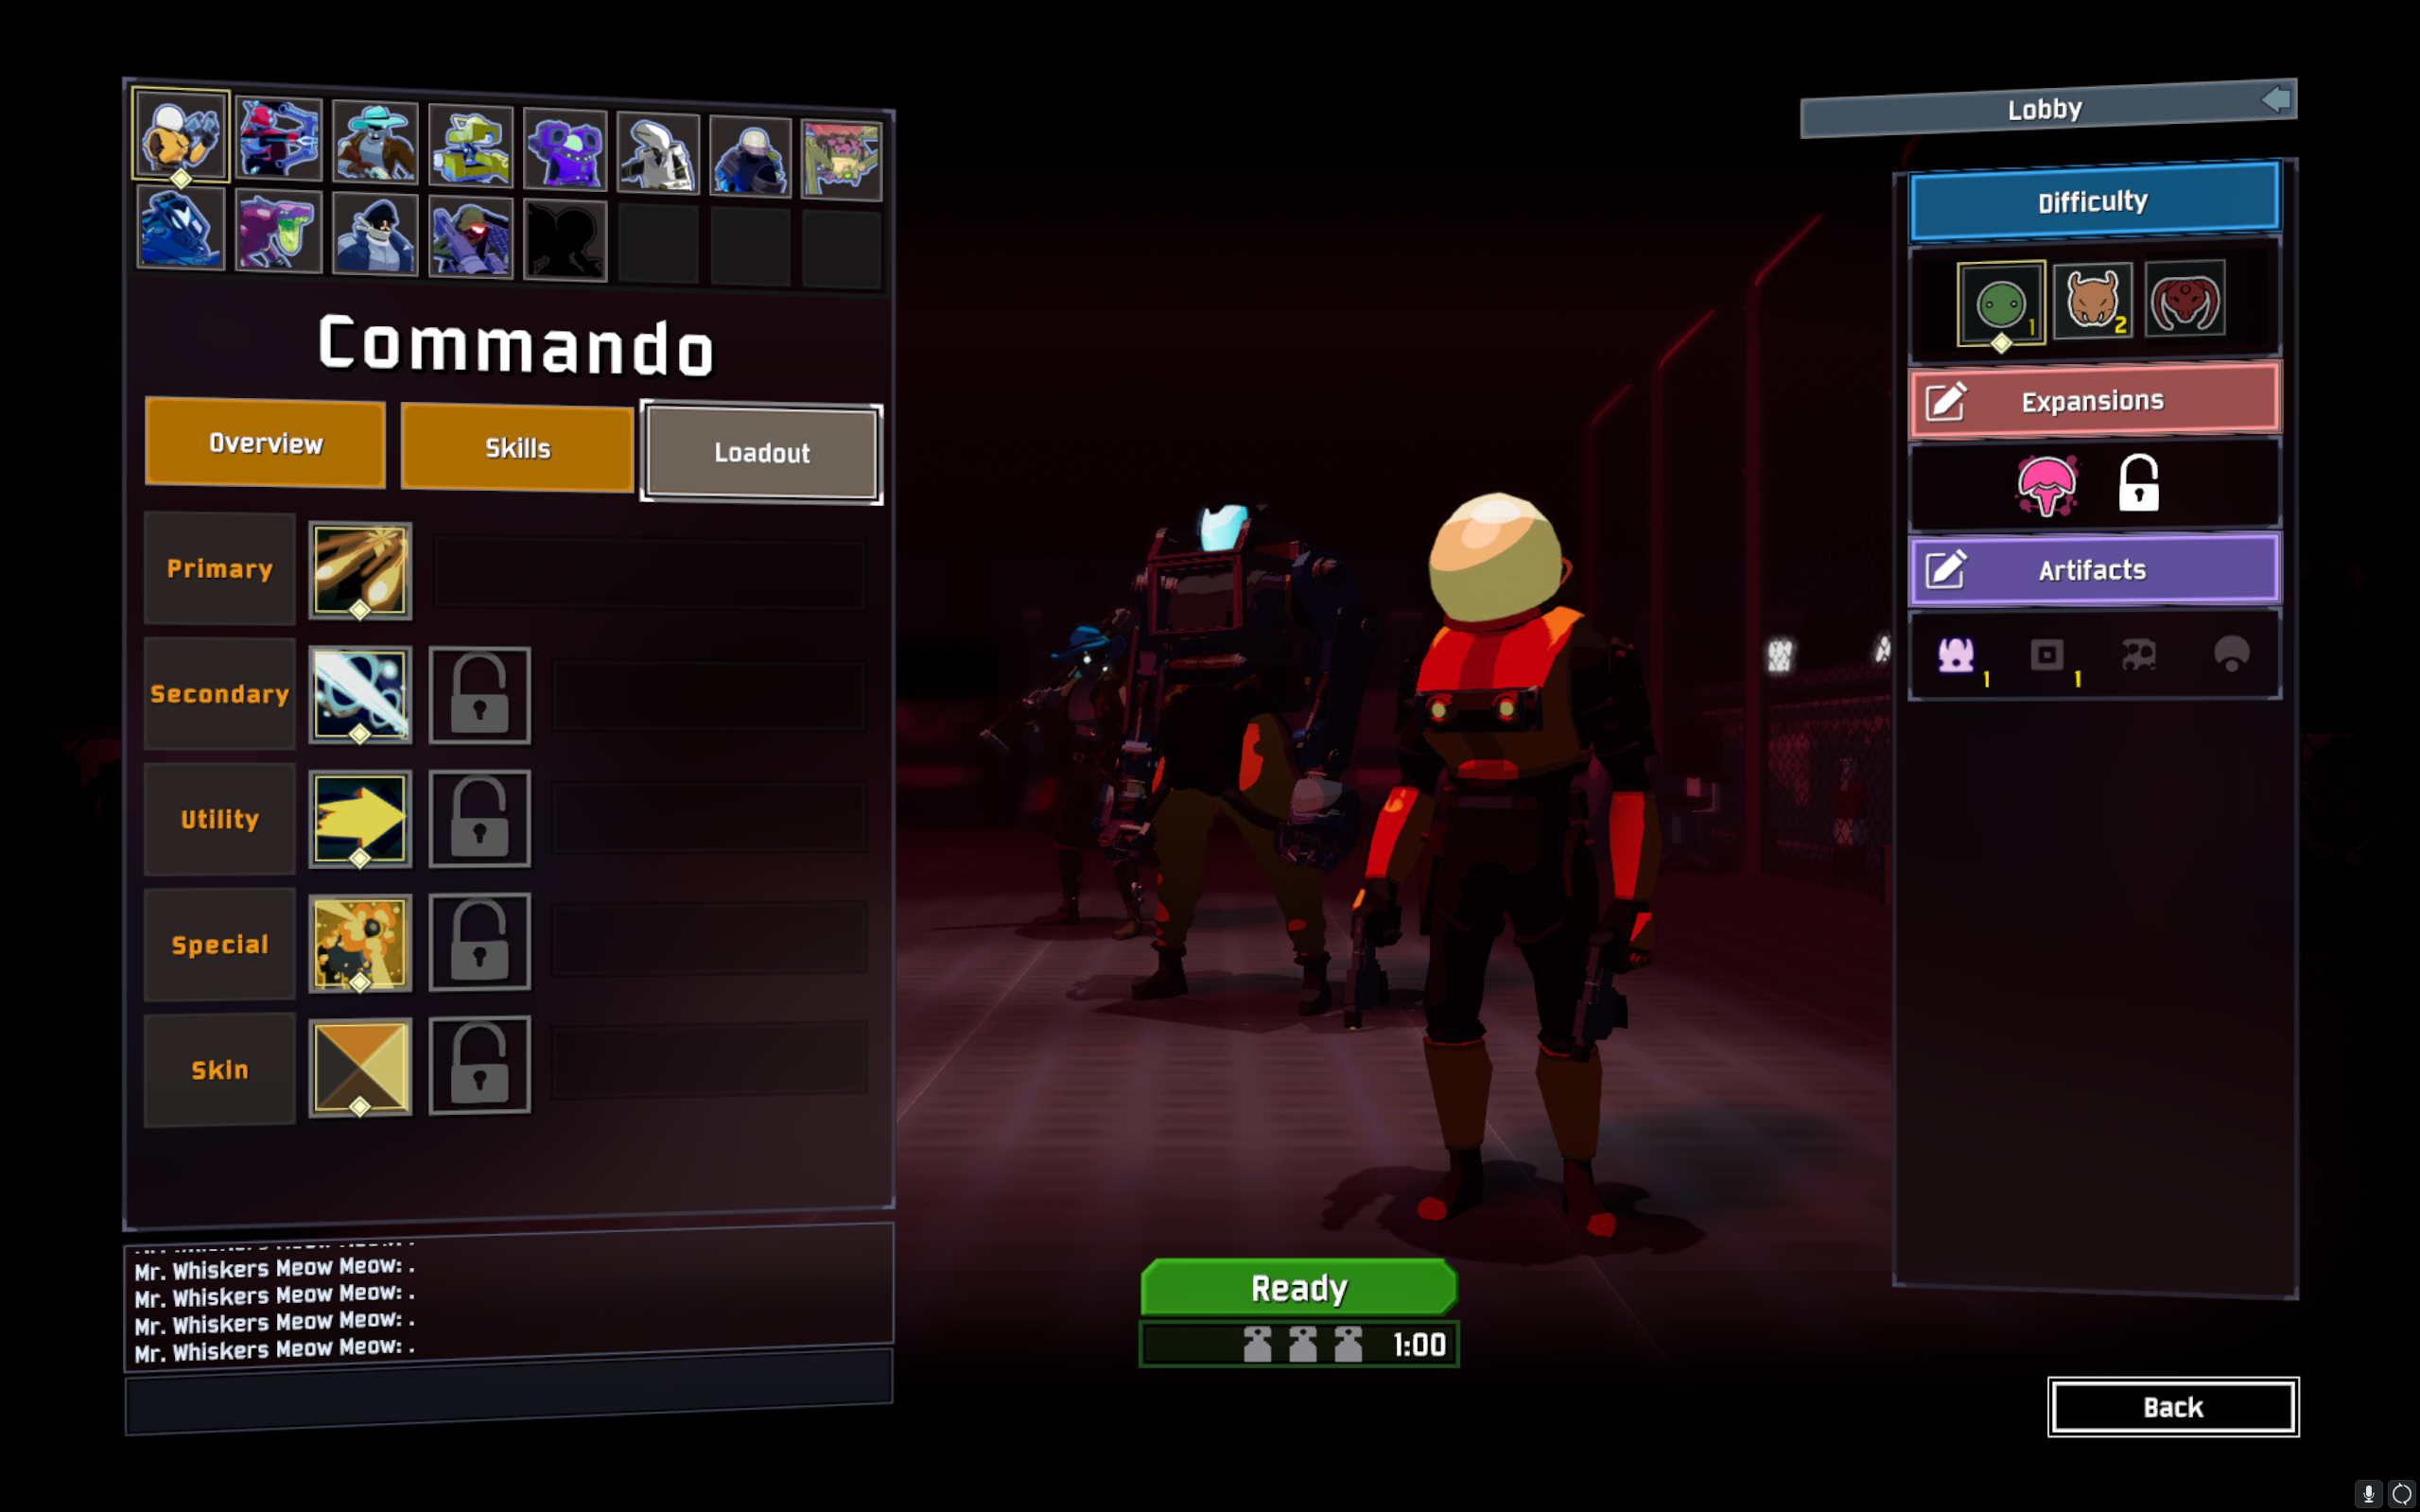 Lobby
Commando
Overview
Skills
Loadout
Primary
Secondary
Utility
Special
Skin
Difficulty
1
2
Expansions
Artifacts
1
1
Mr. Whiskers Meow Meow: .
Mr. Whiskers Meow Meow: .
Mr. Whiskers Meow Meow: .
Mr. Whiskers Meow Meow: .
Ready
1:00
Back